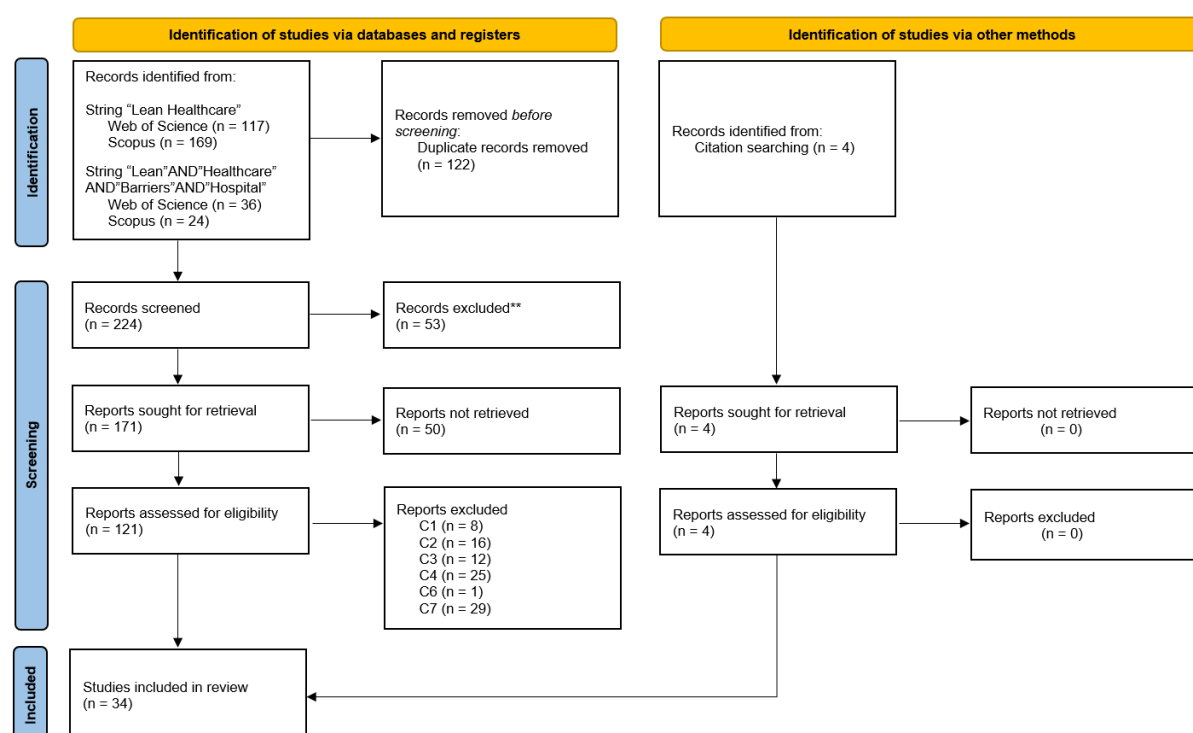 Identification of studies via databases and registers
Identification of studies via other methods
Identification
Records identified from:
String “Lean Healthcare”
Web of Science (n = 117)
Scopus (n = 169)
String “Lean”AND”Healthcare”
AND”Barriers”AND”Hospital”
Web of Science (n = 36)
Scopus (n = 24)
Records removed before
screening:
Duplicate records removed
(n = 122)
Records identified from:
Citation searching (n = 4)
Screening
Records screened
(n = 224)
Records excluded**
(n = 53)
Reports sought for retrieval
(n = 171)
Reports not retrieved
(n = 50)
Reports sought for retrieval
(n = 4)
Reports not retrieved
(n = 0)
Reports assessed for eligibility
(n = 121)
Reports excluded
C1 (n = 8)
C2 (n = 16)
C3 (n = 12)
C4 (n = 25)
C6 (n = 1)
C7 (n = 29)
Reports assessed for eligibility
(n = 4)
Reports excluded
(n = 0)
Included
Studies included in review
(n = 34)